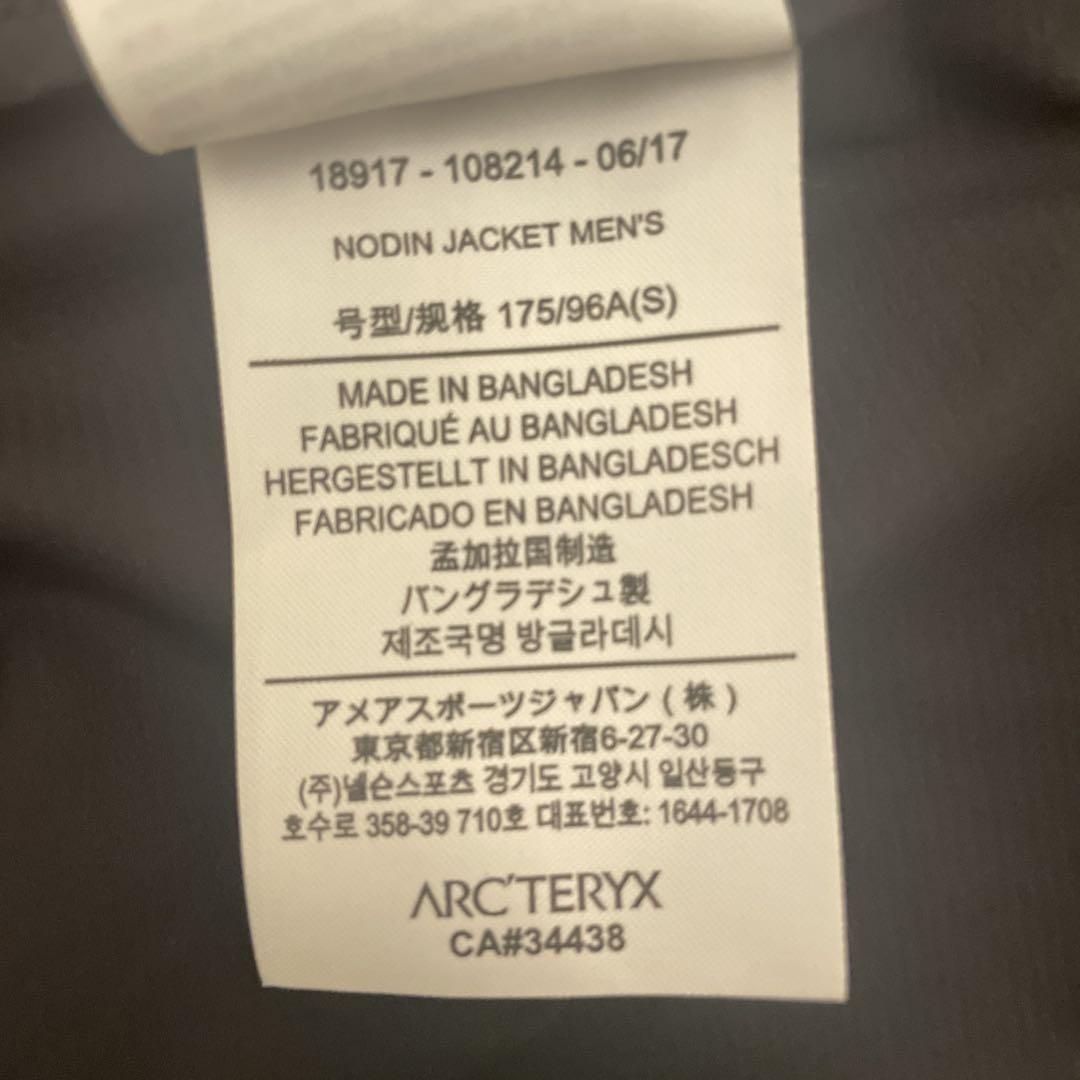 18917 - 108214 - 06/17
NODIN JACKET MEN'S
号型/规格 175/96A(S)
MADE IN BANGLADESH
FABRIQUÉ AU BANGLADESH
HERGESTELLT IN BANGLADESCH
FABRICADO EN BANGLADESH
孟加拉国制造
バングラデシュ製
제조국명 방글라데시
アメアスポーツジャパン（株）
東京都新宿区新宿6-27-30
(주)넬슨스포츠 경기도 고양시 일산동구
호수로 358-39 710호 대표번호: 1644-1708
ARC'TERYX
CA#34438